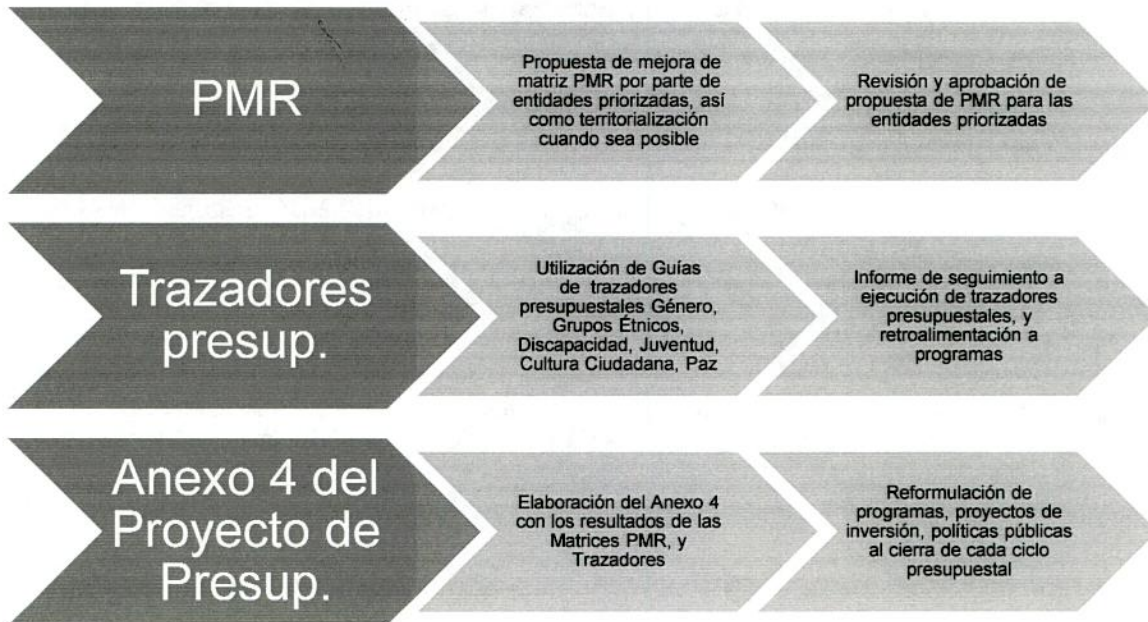 PMR
Propuesta de mejora de
matriz PMR por parte de
entidades priorizadas, así
como territorialización
cuando sea posible
Revisión y aprobación de
propuesta de PMR para las
entidades priorizadas
Trazadores
presup.
Utilización de Guías
de trazadores
presupuestales Género,
Grupos Étnicos,
Discapacidad, Juventud,
Cultura Ciudadana, Paz
Informe de seguimiento a
ejecución de trazadores
presupuestales, y
retroalimentación a
programas
Anexo 4 del
Proyecto de
Presup.
Elaboración del Anexo 4
con los resultados de las
Matrices PMR, y
Trazadores
Reformulación de
programas, proyectos de
inversión, políticas públicas
al cierra de cada ciclo
presupuestal